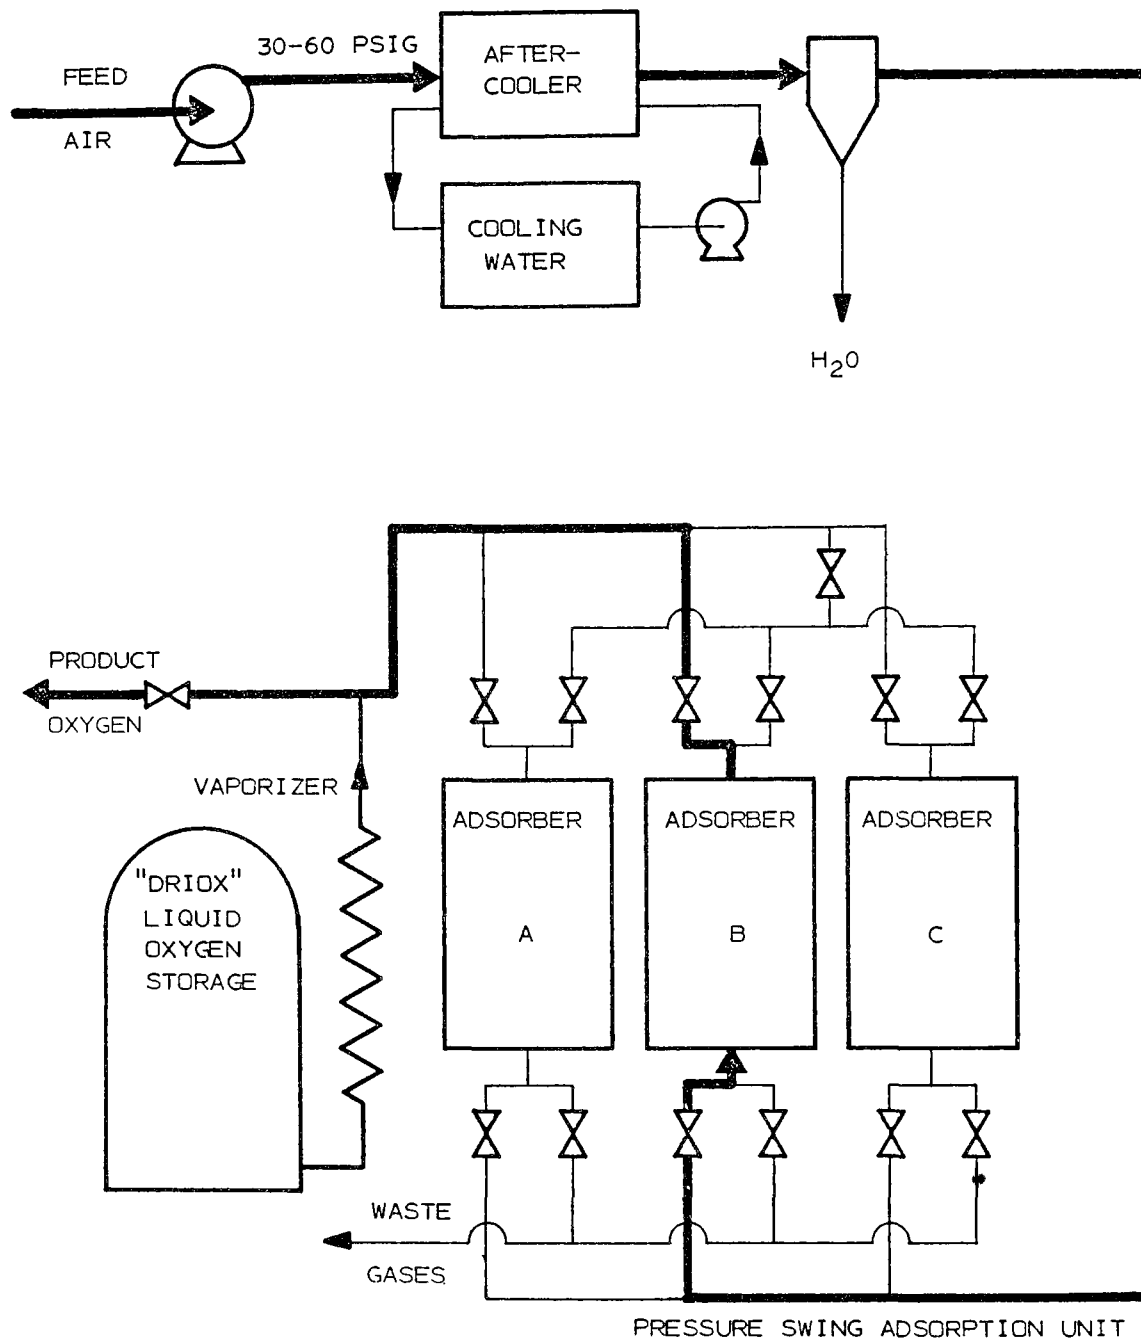 30-60 PSIG
FEED
AIR
AFTER-
COOLER
COOLING
WATER
H2O
PRODUCT
OXYGEN
VAPORIZER
"DRIOX"
LIQUID
OXYGEN
STORAGE
ADSORBER
A
ADSORBER
B
ADSORBER
C
WASTE
GASES
PRESSURE SWING ADSORPTION UNIT